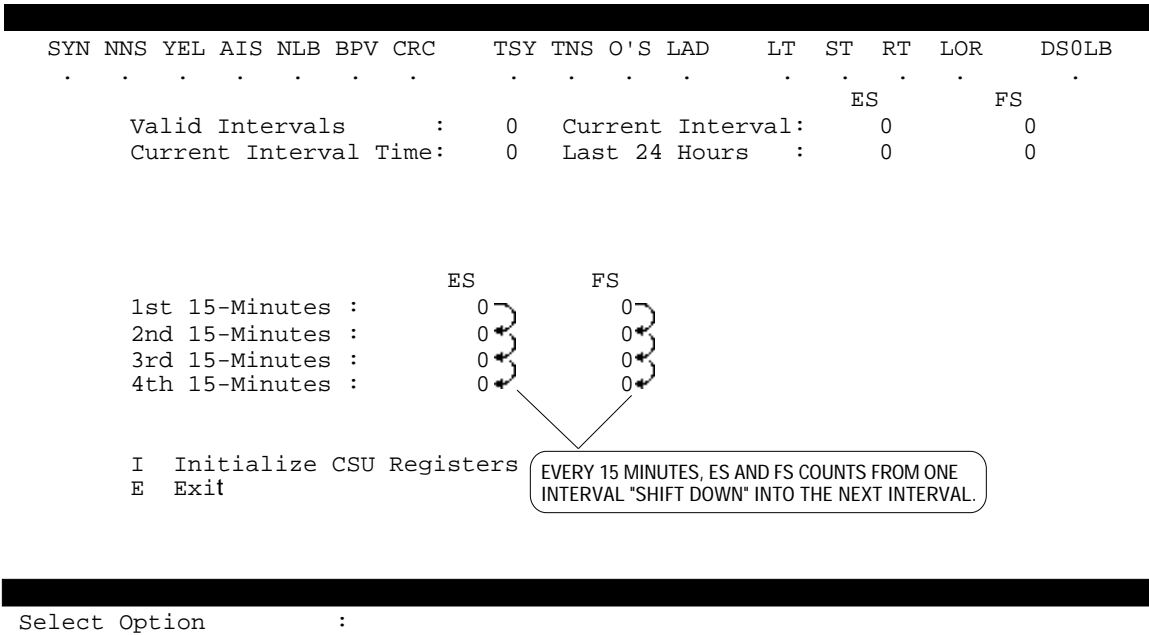 SYN NNS YEL AIS NLB BPV CRC TSY TNS O'S LAD LT ST RT LOR DS0LB
. . . . . . . . . . . . . . . .
ES FS
Valid Intervals : 0 Current Interval: 0 0
Current Interval Time: 0 Last 24 Hours : 0 0
ES FS
1st 15-Minutes : 0 0
2nd 15-Minutes : 0 0
3rd 15-Minutes : 0 0
4th 15-Minutes : 0 0
I Initialize CSU Registers
E Exit
EVERY 15 MINUTES, ES AND FS COUNTS FROM ONE
INTERVAL "SHIFT DOWN" INTO THE NEXT INTERVAL.
Select Option :